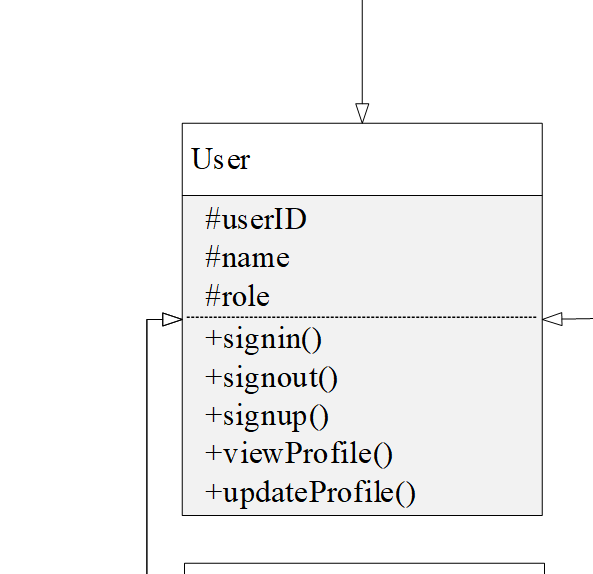 User
#userID
#name
#role
+signin()
+signout()
+signup()
+viewProfile()
+updateProfile()